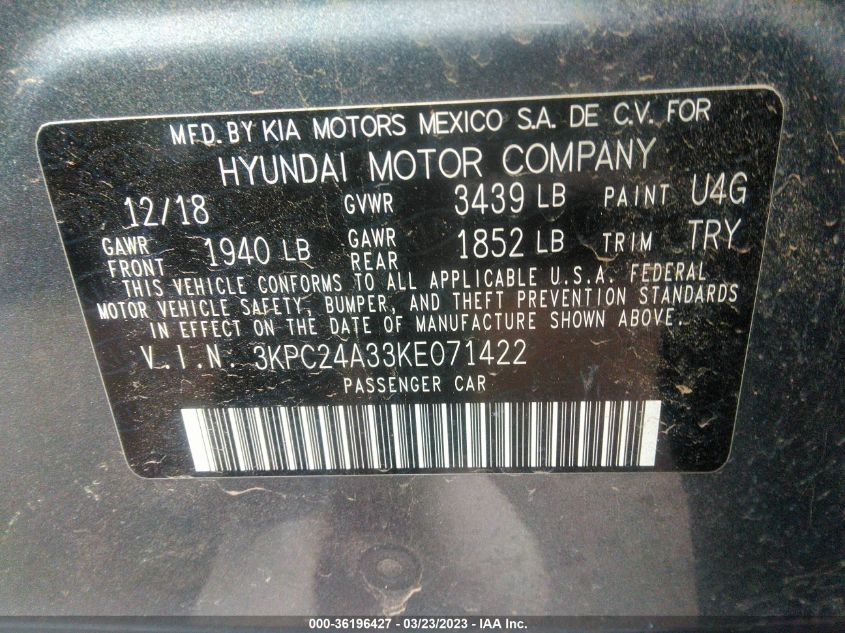 MFD. BY KIA MOTORS MEXICO S.A. DE C.V. FOR
HYUNDAI MOTOR COMPANY
12/18 GVWR 3439 LB PAINT U4G
GAWR FRONT 1940 LB GAWR REAR 1852 LB TRIM TRY
THIS VEHICLE CONFORMS TO ALL APPLICABLE U.S.A. FEDERAL
MOTOR VEHICLE SAFETY, BUMPER, AND THEFT PREVENTION STANDARDS
IN EFFECT ON THE DATE OF MANUFACTURE SHOWN ABOVE.
V.I.N. 3KPC24A33KE071422
PASSENGER CAR
000-36196427 - 03/23/2023 - IAA Inc.